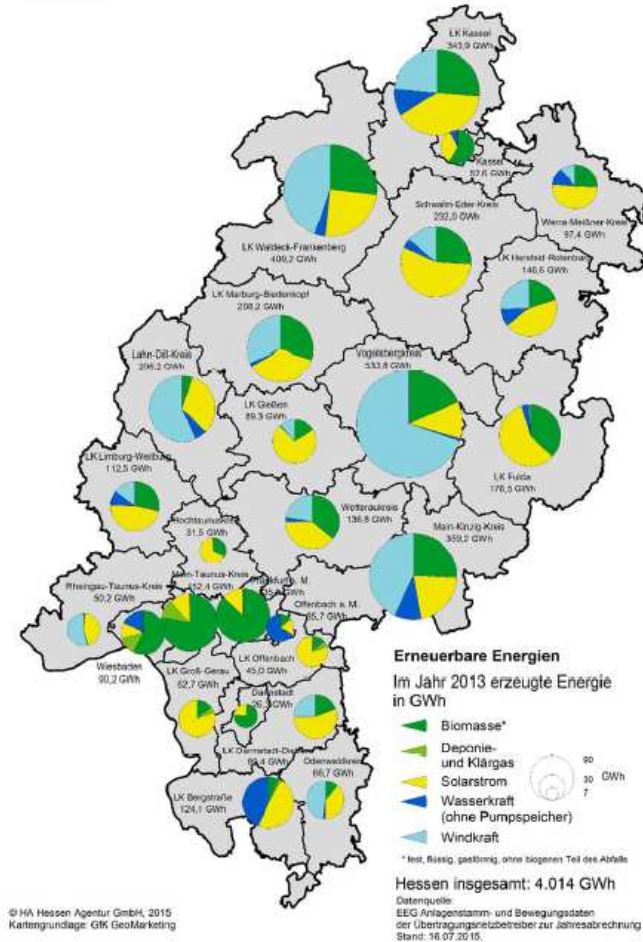 LK Kassel
343,9 GWh
Kassel
52,6 GWh
Schwalm-Eder-Kreis
232,0 GWh
Werra-Meißner-Kreis
97,4 GWh
LK Waldeck-Frankenberg
409,2 GWh
LK Hersfeld-Rotenburg
146,6 GWh
LK Marburg-Biedenkopf
208,2 GWh
Lahn-Dill-Kreis
206,2 GWh
Vogelsbergkreis
533,8 GWh
LK Gießen
89,3 GWh
LK Fulda
176,5 GWh
LK Limburg-Weilburg
112,5 GWh
Hochtaunuskreis
31,5 GWh
Wetteraukreis
136,8 GWh
Main-Kinzig-Kreis
359,2 GWh
Rheingau-Taunus-Kreis
50,2 GWh
Main-Taunus-Kreis
152,4 GWh
Frankfurt a. M.
Offenbach a. M.
35,7 GWh
Wiesbaden
90,2 GWh
LK Groß-Gerau
62,7 GWh
LK Offenbach
45,0 GWh
Darmstadt
LK Darmstadt-Dieburg
Odenwaldkreis
66,7 GWh
LK Bergstraße
124,1 GWh
Erneuerbare Energien
Im Jahr 2013 erzeugte Energie
in GWh
Biomasse*
Deponie-
und Klärgas
Solarstrom
Wasserkraft
(ohne Pumpspeicher)
Windkraft
90
30
7
GWh
* fest, flüssig, gasförmig, ohne biogenen Teil des Abfalls
Hessen insgesamt: 4.014 GWh
Datenquelle:
EEG Anlagenstamm- und Bewegungsdaten
der Übertragungsnetzbetreiber zur Jahresabrechnung
Stand: 16.07.2015.
© HA Hessen Agentur GmbH, 2015
Kartengrundlage: GfK GeoMarketing